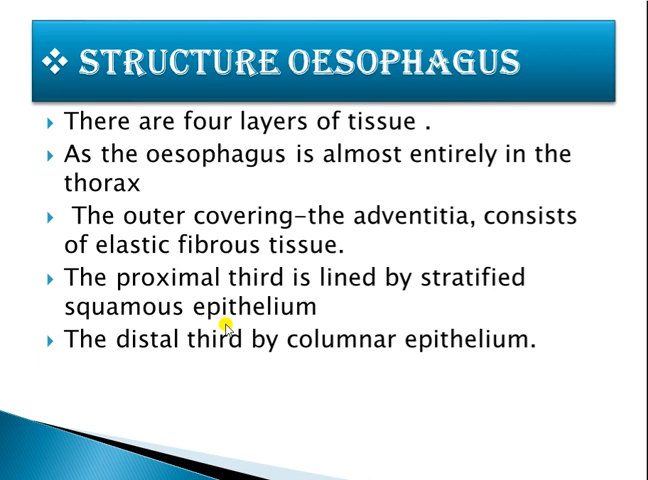 STRUCTURE OESOPHAGUS
There are four layers of tissue .
As the oesophagus is almost entirely in the
thorax
The outer covering-the adventitia, consists
of elastic fibrous tissue.
The proximal third is lined by stratified
squamous epithelium
The distal third by columnar epithelium.